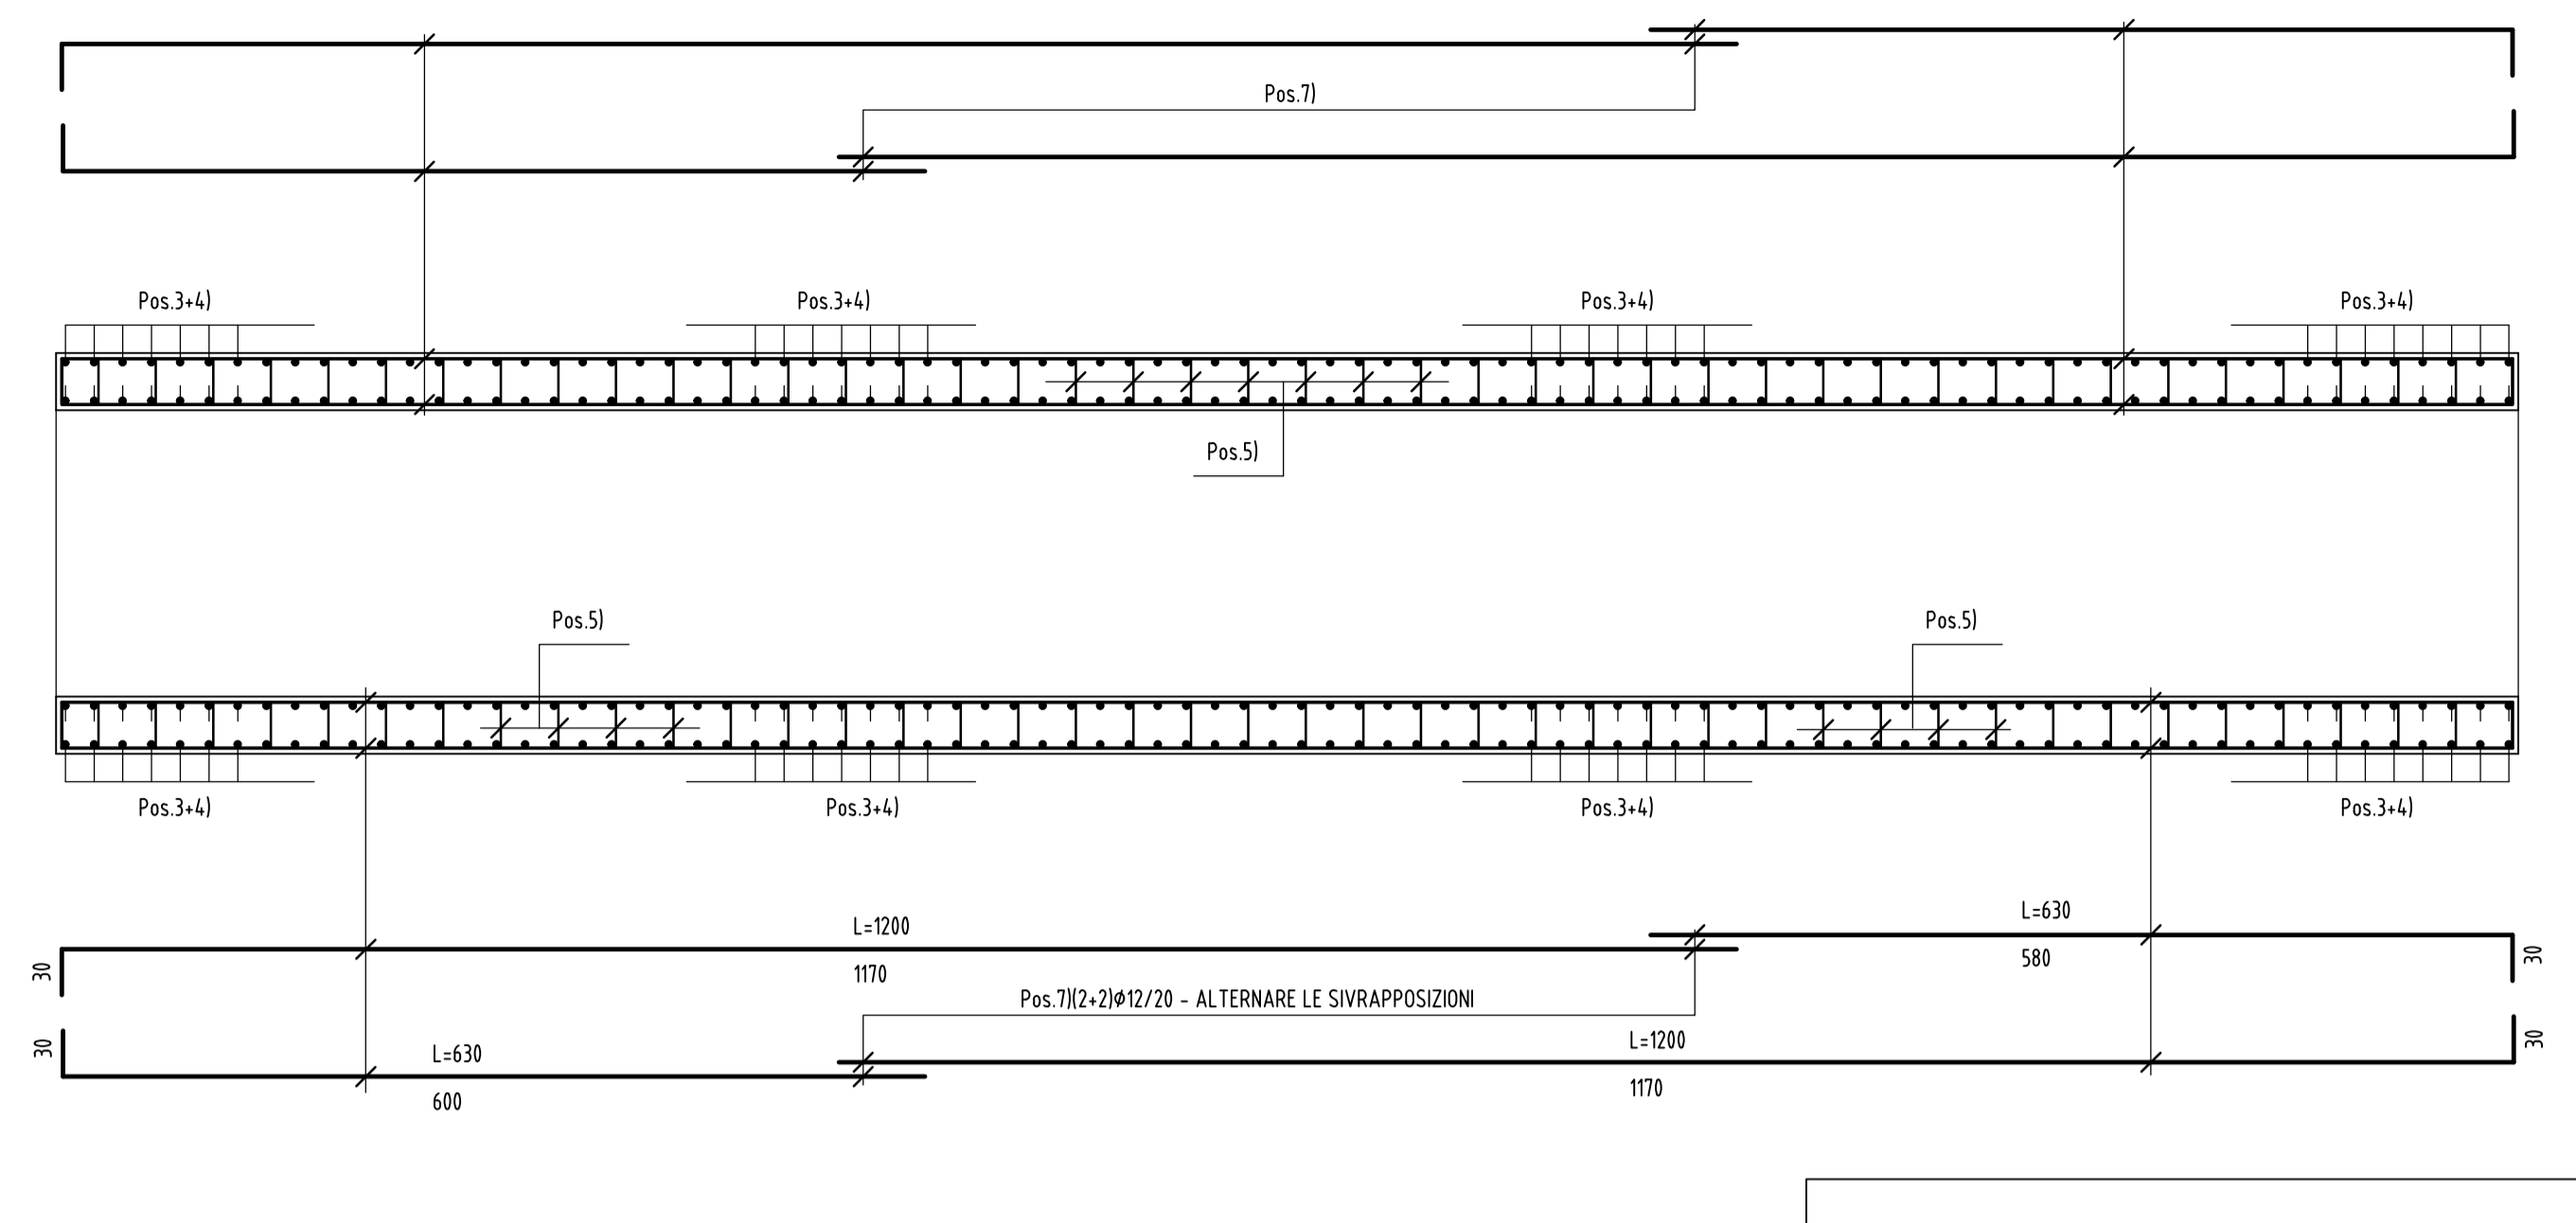 Pos.7)
Pos.3+4) Pos.3+4) Pos.3+4) Pos.3+4)
Pos.5)
Pos.5) Pos.5)
Pos.3+4) Pos.3+4) Pos.3+4) Pos.3+4)
L=630
L=1200
30 1170 580 30
Pos.7)(2+2)Ø12/20 - ALTERNARE LE SIVRAPPOSIZIONI
30 L=630 L=1200 30
600 1170